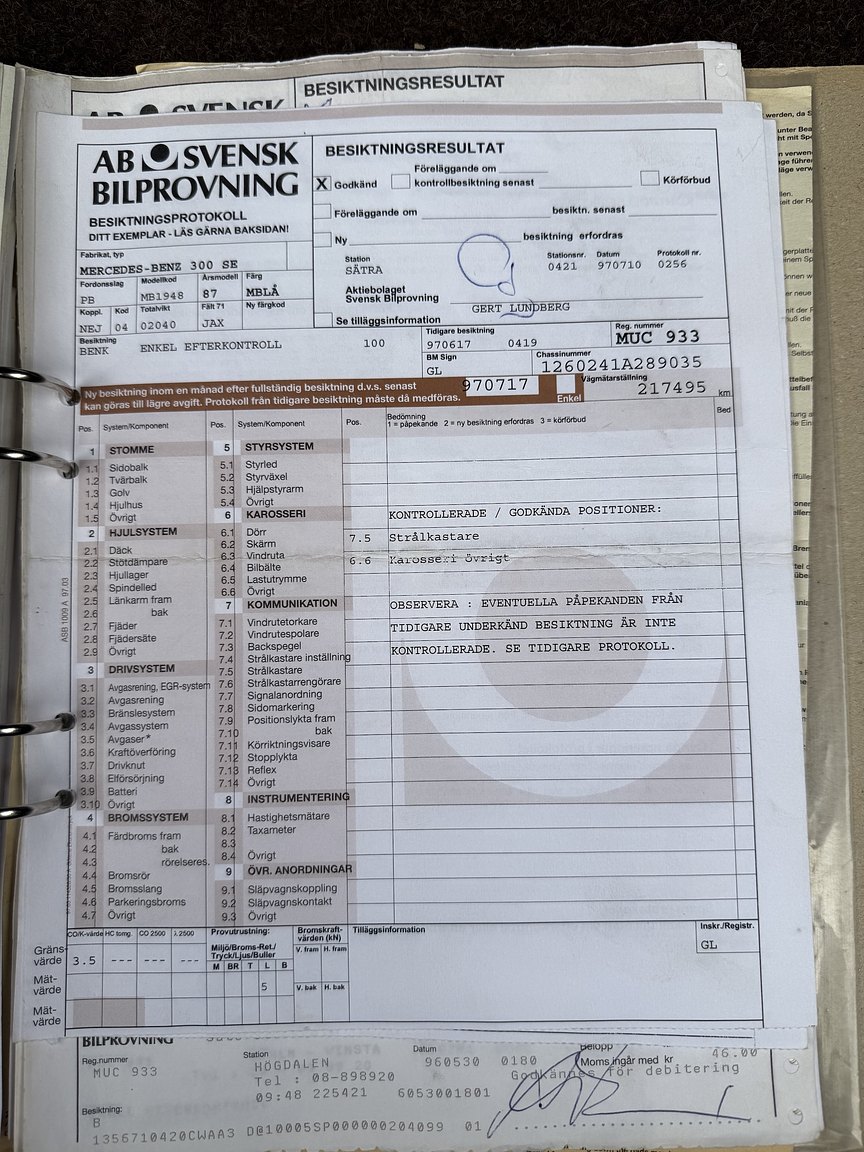 BESIKTNINGSRESULTAT
AB SVENSK
BILPROVNING
BESIKTNINGSPROTOKOLL
DITT EXEMPLAR - LÄS GÄRNA BAKSIDAN!
BESIKTNINGSRESULTAT
X Godkänd
Föreläggande om
kontrollbesiktning senast
Körförbud
Föreläggande om besiktn. senast
Ny besiktning erfordras
Station Stationsnr. Datum Protokoll nr.
SÄTRA 0421 970710 0256
Aktiebolaget
Svensk Bilprovning
GERT LUNDBERG
Se tilläggsinformation
Fabrikat, typ
MERCEDES-BENZ 300 SE
Fordonsslag Modellkod Årsmodell Färg
PB MB1948 87 MBLÅ
Koppl. Kod Totalvikt Fält 71 Ny färgkod
NEJ 04 02040 JAX
Besiktning
BENK ENKEL EFTERKONTROLL 100
Tidigare besiktning
970617 0419
Reg. nummer
MUC 933
BM Sign
GL
Chassinummer
1260241A289035
Ny besiktning inom en månad efter fullständig besiktning d.v.s. senast 970717
kan göras till lägre avgift. Protokoll från tidigare besiktning måste då medföras.
Enkel
Vägmätarställning
217495 km
Pos. System/Komponent Pos. System/Komponent Pos.
Bedömning
1 = påpekande 2 = ny besiktning erfordras 3 = körförbud
Bed
1 STOMME
1.1 Sidobalk
1.2 Tvärbalk
1.3 Golv
1.4 Hjulhus
1.5 Övrigt
2 HJULSYSTEM
2.1 Däck
2.2 Stötdämpare
2.3 Hjullager
2.4 Spindelled
2.5 Länkarm fram
2.6 bak
2.7 Fjäder
2.8 Fjädersäte
2.9 Övrigt
3 DRIVSYSTEM
3.1 Avgasrening, EGR-system
3.2 Avgasrening
3.3 Bränslesystem
3.4 Avgassystem
3.5 Avgaser*
3.6 Kraftöverföring
3.7 Drivknut
3.8 Elförsörjning
3.9 Batteri
3.10 Övrigt
4 BROMSSYSTEM
4.1 Färdbroms fram
4.2 bak
4.3 rörelseres.
4.4 Bromsrör
4.5 Bromsslang
4.6 Parkeringsbroms
4.7 Övrigt
5 STYRSYSTEM
5.1 Styrled
5.2 Styrväxel
5.3 Hjälpstyrarm
5.4 Övrigt
6 KAROSSERI
6.1 Dörr
6.2 Skärm
6.3 Vindruta
6.4 Bilbälte
6.5 Lastutrymme
6.6 Övrigt
7 KOMMUNIKATION
7.1 Vindrutetorkare
7.2 Vindrutespolare
7.3 Backspegel
7.4 Strålkastare inställning
7.5 Strålkastare
7.6 Strålkastarrengörare
7.7 Signalanordning
7.8 Sidomarkering
7.9 Positionslykta fram
7.10 bak
7.11 Körriktningsvisare
7.12 Stopplykta
7.13 Reflex
7.14 Övrigt
8 INSTRUMENTERING
8.1 Hastighetsmätare
8.2 Taxameter
8.3
8.4 Övrigt
9 ÖVR. ANORDNINGAR
9.1 Släpvagnskoppling
9.2 Släpvagnskontakt
9.3 Övrigt
KONTROLLERADE / GODKÄNDA POSITIONER:
7.5 Strålkastare
6.6 Karosseri övrigt
OBSERVERA : EVENTUELLA PÅPEKANDEN FRÅN
TIDIGARE UNDERKÄND BESIKTNING ÄR INTE
KONTROLLERADE. SE TIDIGARE PROTOKOLL.
ASB 1009 A 97.03
CO/K-värde HC tomg. CO 2500 λ 2500
Gränsvärde 3.5 --- --- ---
Mätvärde
Mätvärde
Provutrustning:
Miljö/Broms-Ret./
Tryck/Ljus/Buller
M BR T L B
5
Bromskraftvärden (kN)
V. fram H. fram
V. bak H. bak
Tilläggsinformation
Inskr./Registr.
GL
BILPROVNING
Reg.nummer
MUC 933
Station
HÖGDALEN
Tel : 08-898920
09:48 225421 6053001801
Datum
960530 0180
Belopp
46.00
Moms ingår med kr
Godkännes för debitering
Besiktning:
B
1356710420CWAA3 D@10005SP000000204099 01